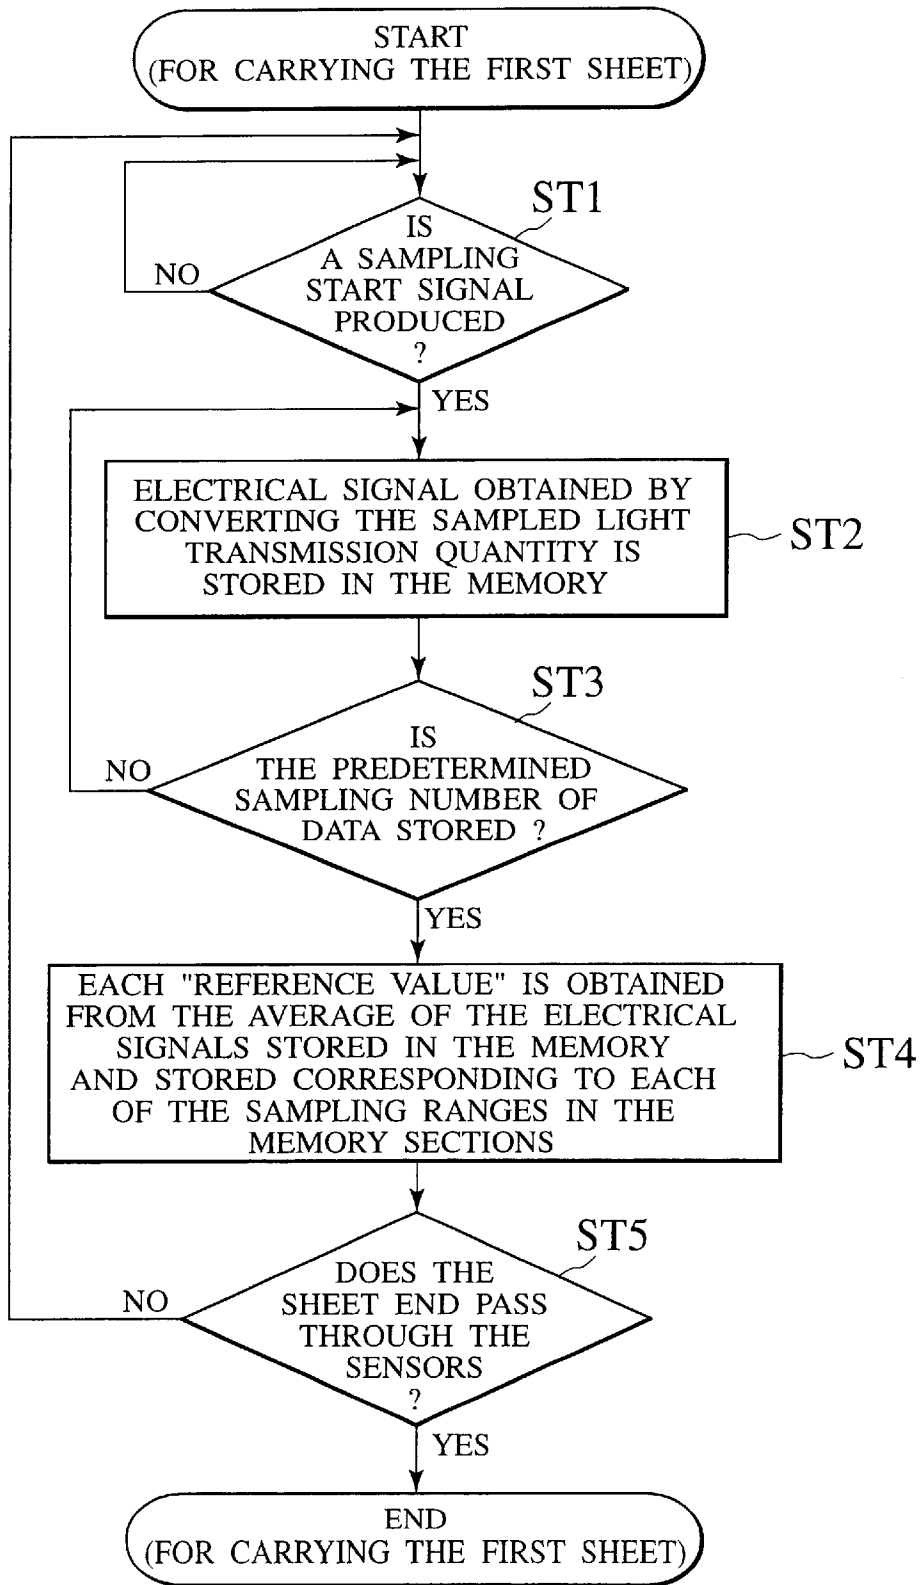 START
(FOR CARRYING THE FIRST SHEET)
ST1
IS
A SAMPLING
START SIGNAL
PRODUCED
?
NO
YES
ELECTRICAL SIGNAL OBTAINED BY
CONVERTING THE SAMPLED LIGHT
TRANSMISSION QUANTITY IS
STORED IN THE MEMORY
ST2
ST3
IS
THE PREDETERMINED
SAMPLING NUMBER OF
DATA STORED ?
NO
YES
EACH "REFERENCE VALUE" IS OBTAINED
FROM THE AVERAGE OF THE ELECTRICAL
SIGNALS STORED IN THE MEMORY
AND STORED CORRESPONDING TO EACH
OF THE SAMPLING RANGES IN THE
MEMORY SECTIONS
ST4
ST5
DOES THE
SHEET END PASS
THROUGH THE
SENSORS
?
NO
YES
END
(FOR CARRYING THE FIRST SHEET)